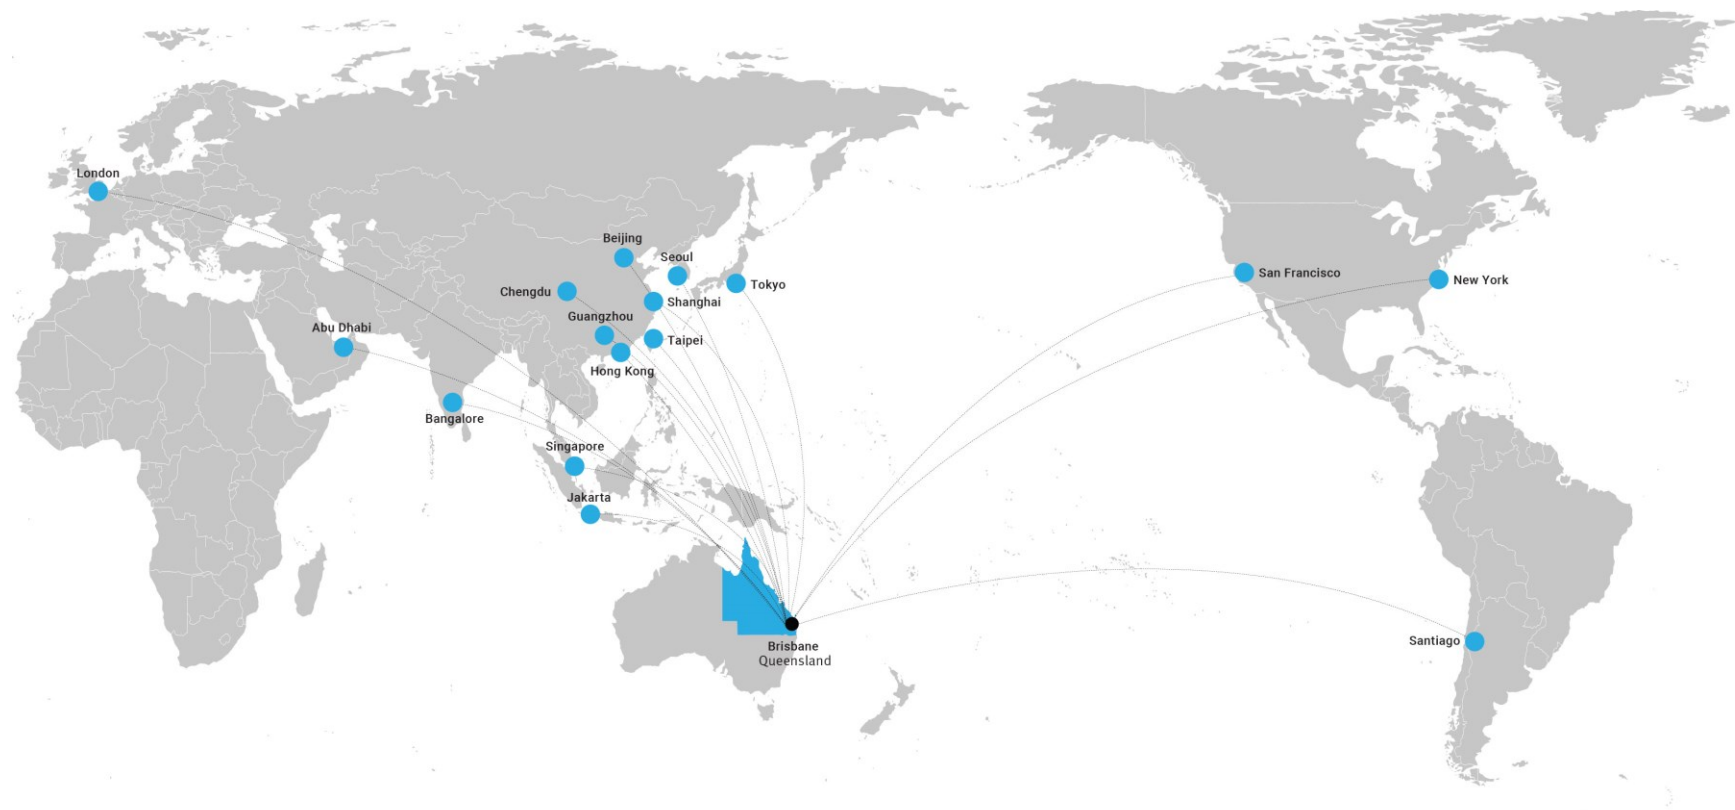 London
Beijing
Seoul
San Francisco
New York
Tokyo
Chengdu
Shanghai
Guangzhou
Abu Dhabi
Taipei
Hong Kong
Bangalore
Singapore
Jakarta
Santiago
Brisbane
Queensland